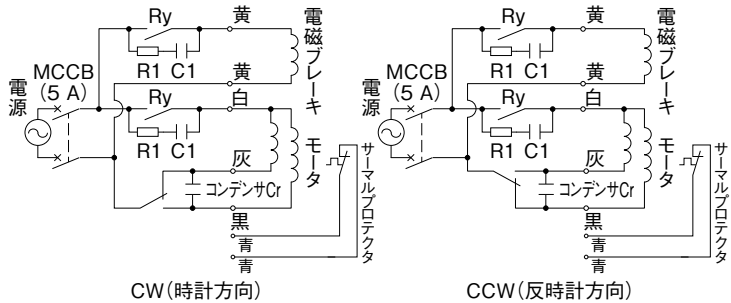 Ry
黄
R1 C1
電磁ブレーキ
MCCB
(5 A)
黄
電源
Ry
白
R1 C1
モータ
灰
コンデンサCr
サーマルプロテクタ
黒
青
青
CW(時計方向)
Ry
黄
R1 C1
電磁ブレーキ
MCCB
(5 A)
黄
電源
Ry
白
R1 C1
モータ
灰
コンデンサCr
サーマルプロテクタ
黒
青
青
CCW(反時計方向)